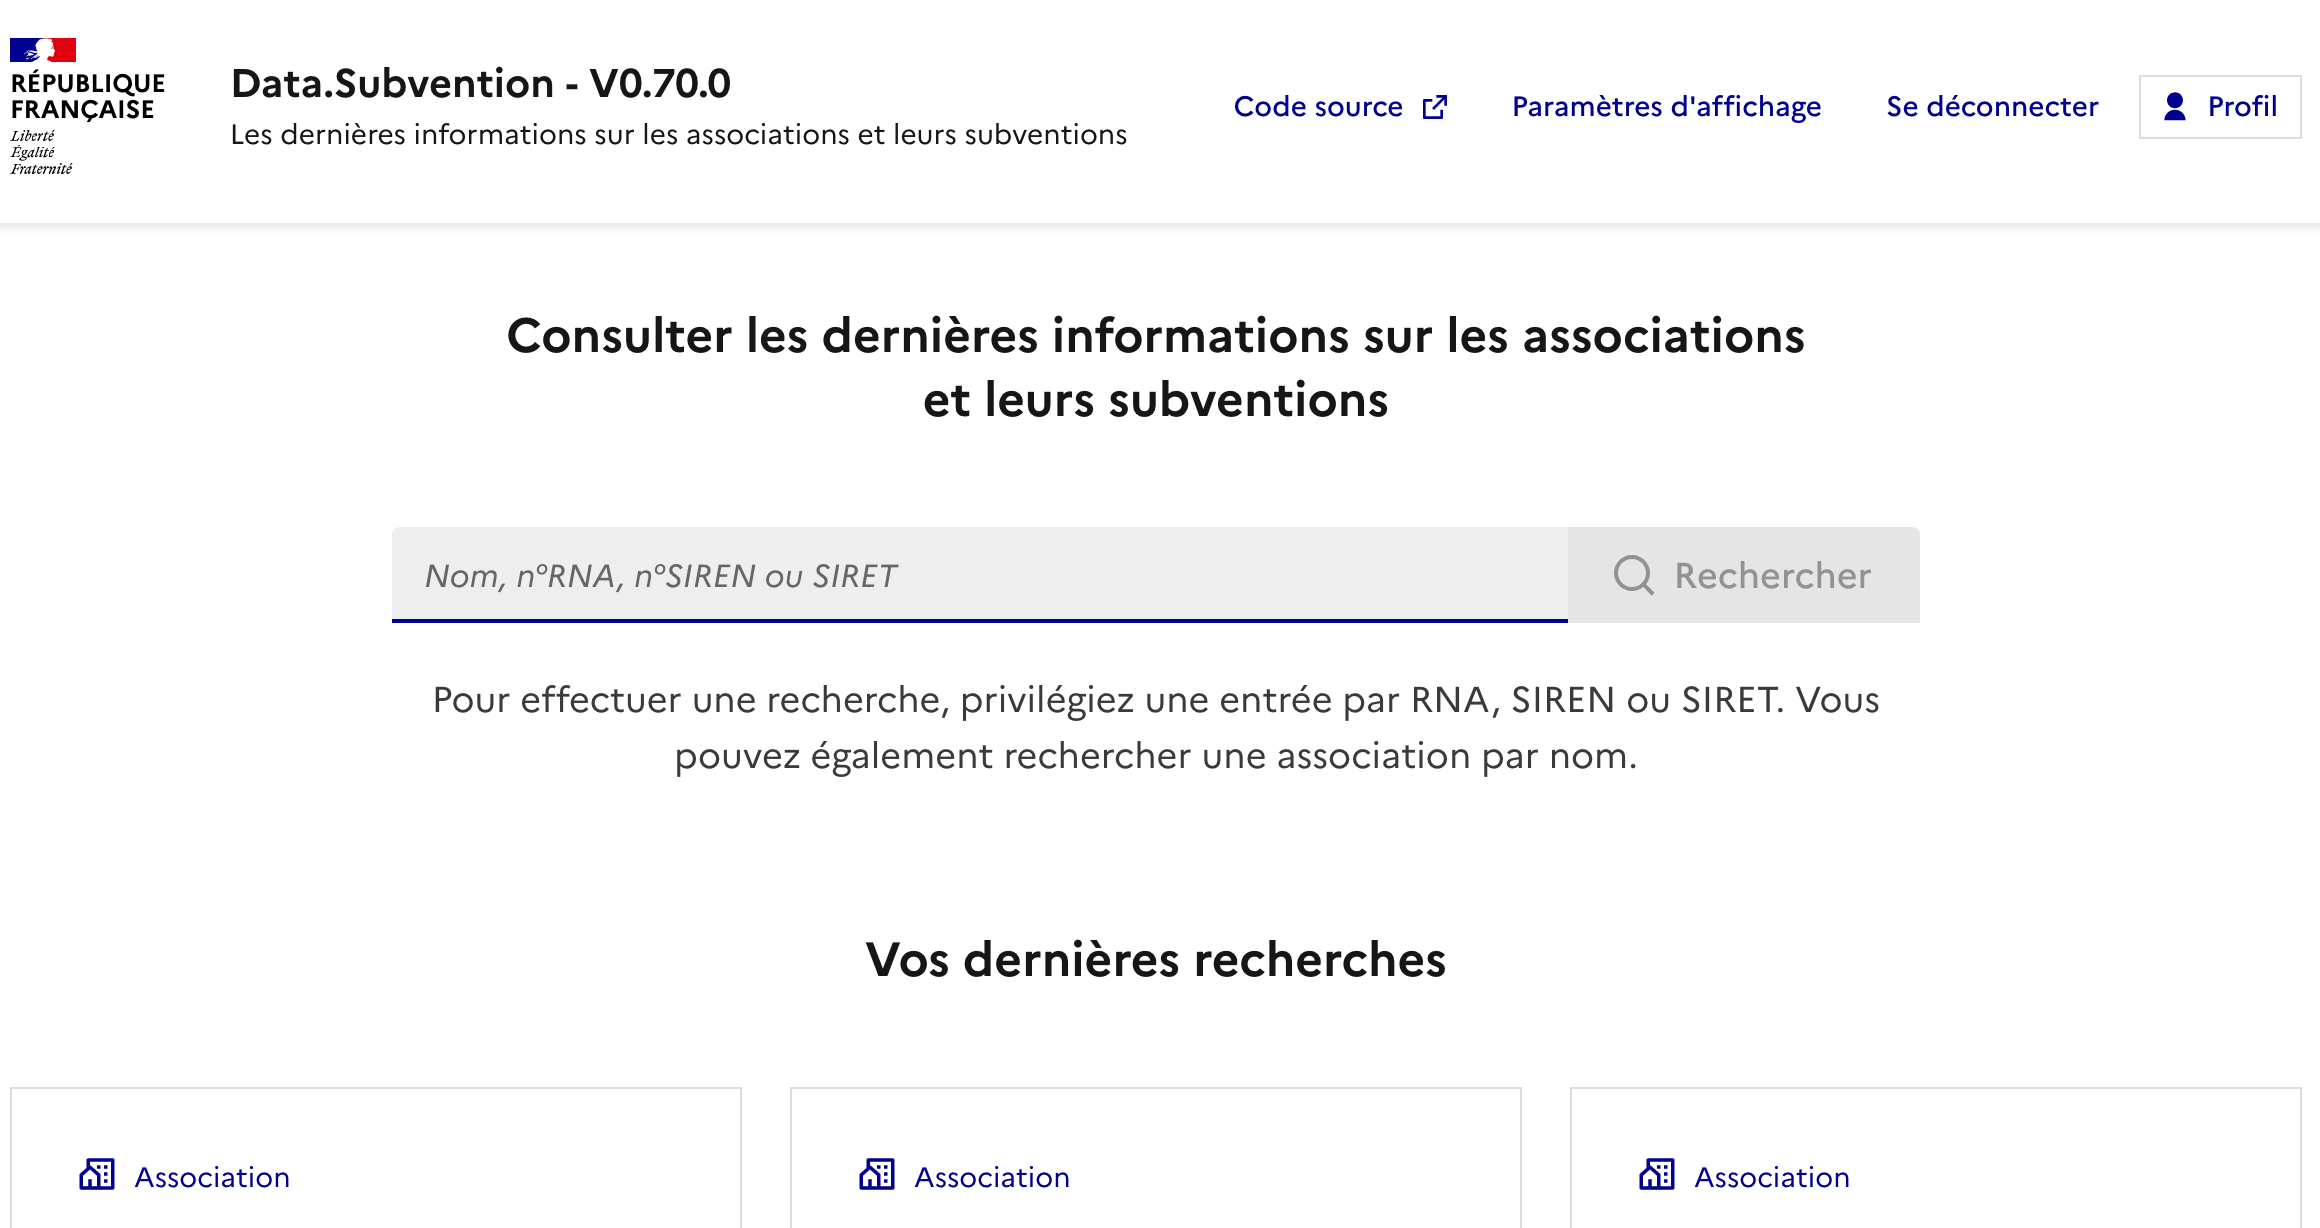 RÉPUBLIQUE
FRANÇAISE
Liberté
Égalité
Fraternité
Data.Subvention - V0.70.0
Les dernières informations sur les associations et leurs subventions
Code source
Paramètres d'affichage
Se déconnecter
Profil
Consulter les dernières informations sur les associations
et leurs subventions
Nom, n°RNA, n°SIREN ou SIRET
Rechercher
Pour effectuer une recherche, privilégiez une entrée par RNA, SIREN ou SIRET. Vous
pouvez également rechercher une association par nom.
Vos dernières recherches
Association
Association
Association